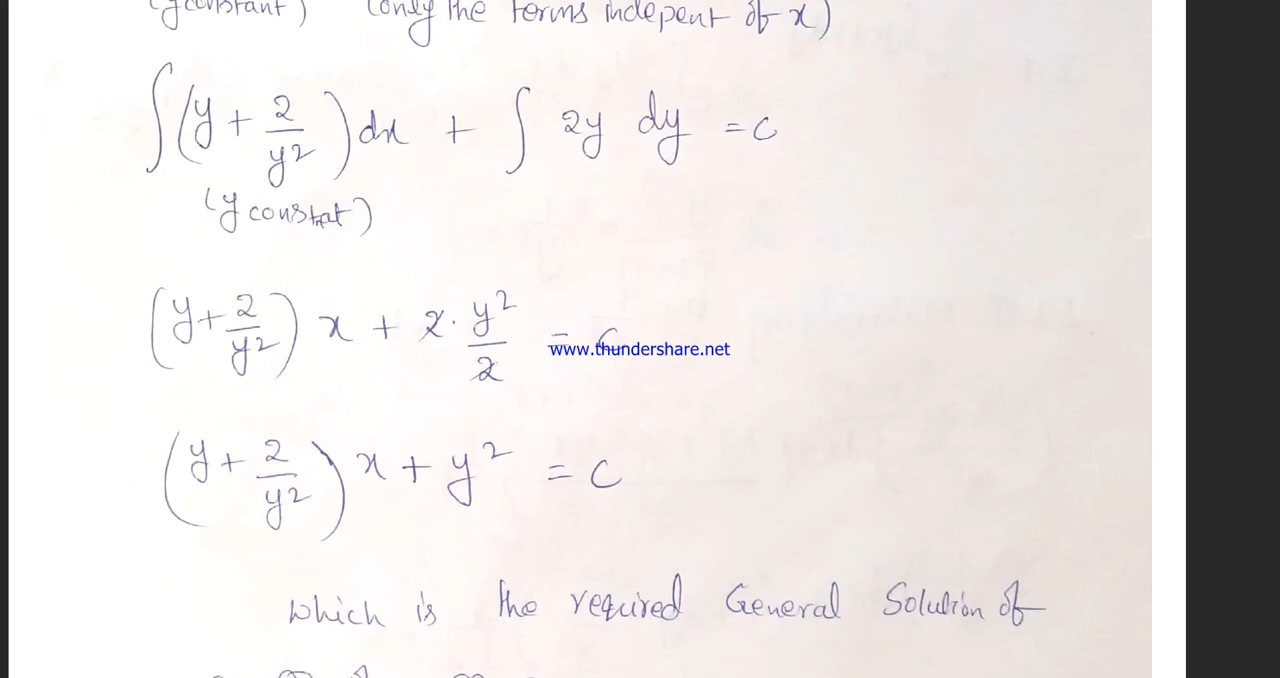 (y constant) (only the terms indepent of x)
∫(y + 2/y²)dx + ∫ 2y dy = c
(y constat)
(y + 2/y²) x + 2 · y²/2 = c
www.thundershare.net
(y + 2/y²) x + y² = c
which is the required General Solution of